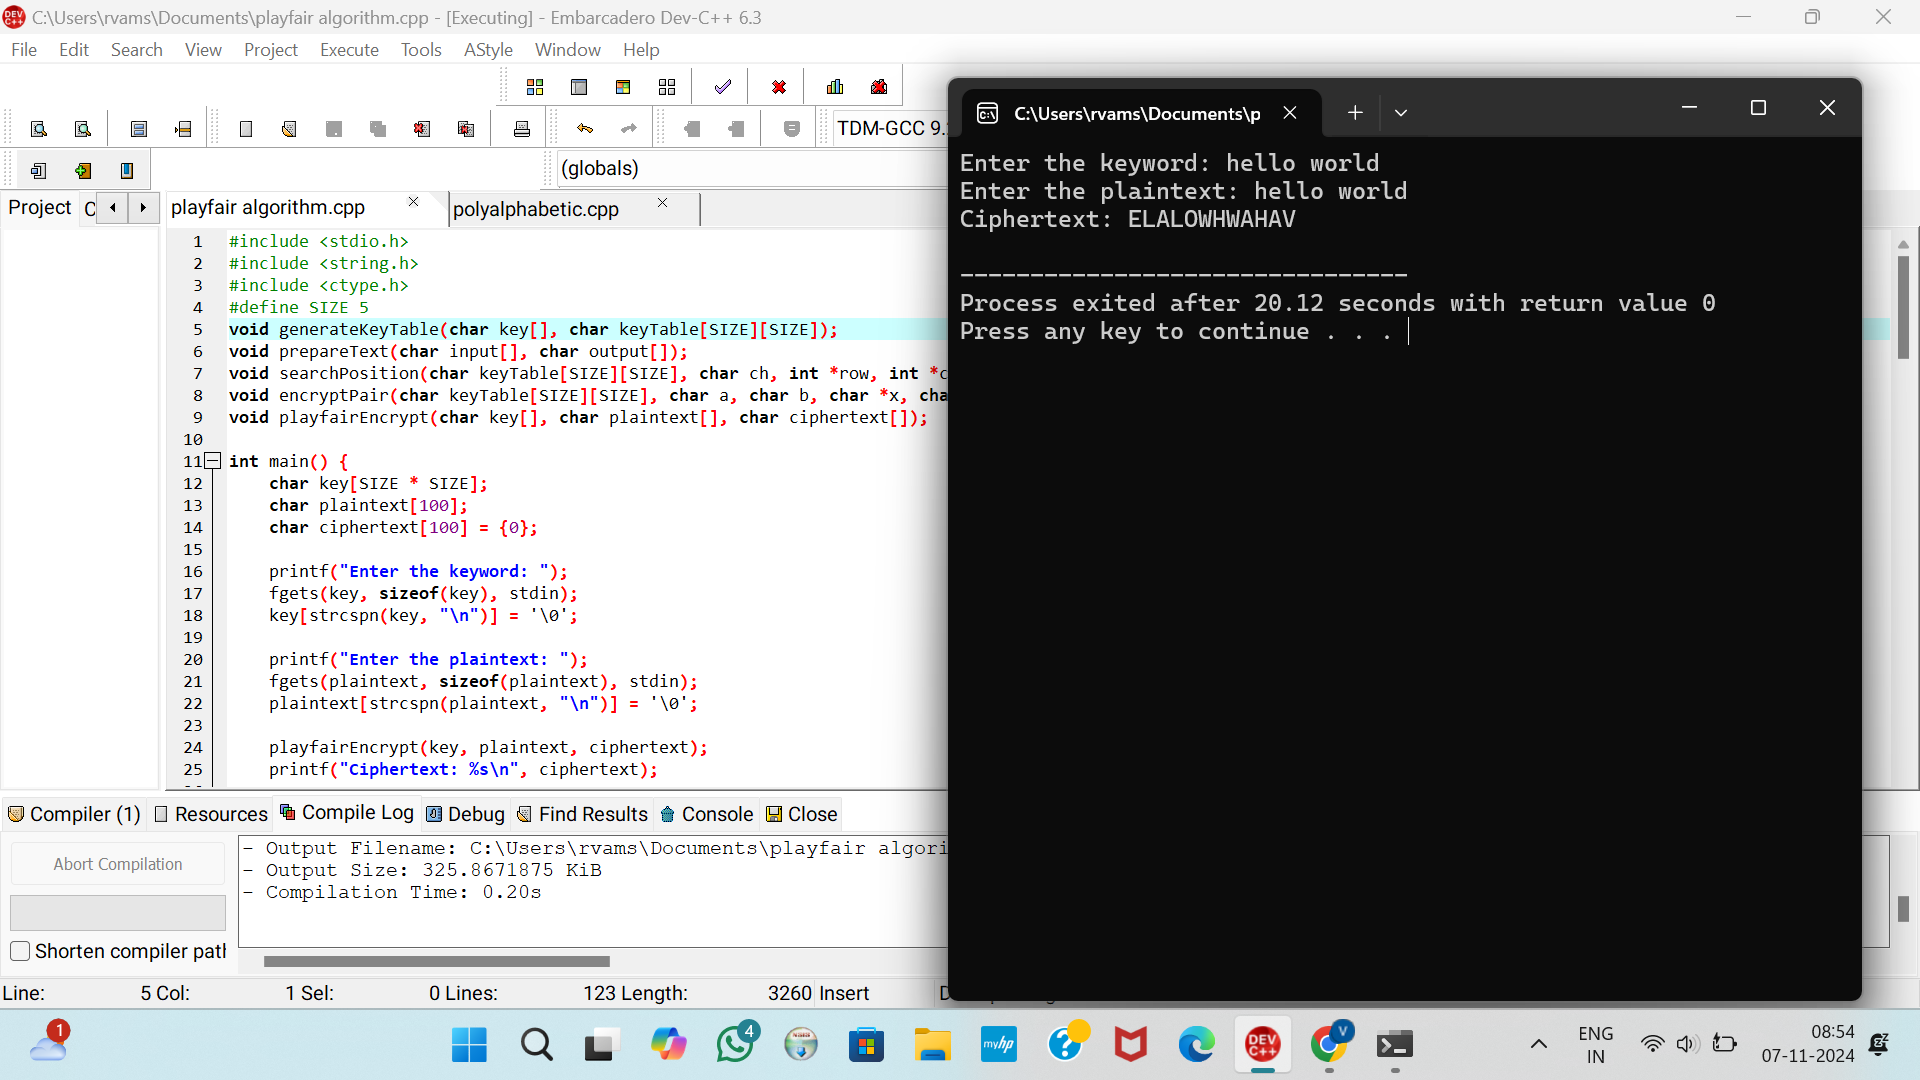 C:\Users\rvams\Documents\playfair algorithm.cpp - [Executing] - Embarcadero Dev-C++ 6.3
File Edit Search View Project Execute Tools AStyle Window Help
TDM-GCC 9.
(globals)
Project C
playfair algorithm.cpp
polyalphabetic.cpp
1 #include <stdio.h>
2 #include <string.h>
3 #include <ctype.h>
4 #define SIZE 5
5 void generateKeyTable(char key[], char keyTable[SIZE][SIZE]);
6 void prepareText(char input[], char output[]);
7 void searchPosition(char keyTable[SIZE][SIZE], char ch, int *row, int *c
8 void encryptPair(char keyTable[SIZE][SIZE], char a, char b, char *x, cha
9 void playfairEncrypt(char key[], char plaintext[], char ciphertext[]);
10
11 int main() {
12 char key[SIZE * SIZE];
13 char plaintext[100];
14 char ciphertext[100] = {0};
15
16 printf("Enter the keyword: ");
17 fgets(key, sizeof(key), stdin);
18 key[strcspn(key, "\n")] = '\0';
19
20 printf("Enter the plaintext: ");
21 fgets(plaintext, sizeof(plaintext), stdin);
22 plaintext[strcspn(plaintext, "\n")] = '\0';
23
24 playfairEncrypt(key, plaintext, ciphertext);
25 printf("Ciphertext: %s\n", ciphertext);
C:\Users\rvams\Documents\p
Enter the keyword: hello world
Enter the plaintext: hello world
Ciphertext: ELALOWHWAHAV
--------------------------------
Process exited after 20.12 seconds with return value 0
Press any key to continue . . .
Compiler (1) Resources Compile Log Debug Find Results Console Close
Abort Compilation
Shorten compiler path
- Output Filename: C:\Users\rvams\Documents\playfair algori
- Output Size: 325.8671875 KiB
- Compilation Time: 0.20s
Line: 5 Col: 1 Sel: 0 Lines: 123 Length: 3260 Insert
1
4
myhp
DEV C++
V
ENG
IN
08:54
07-11-2024